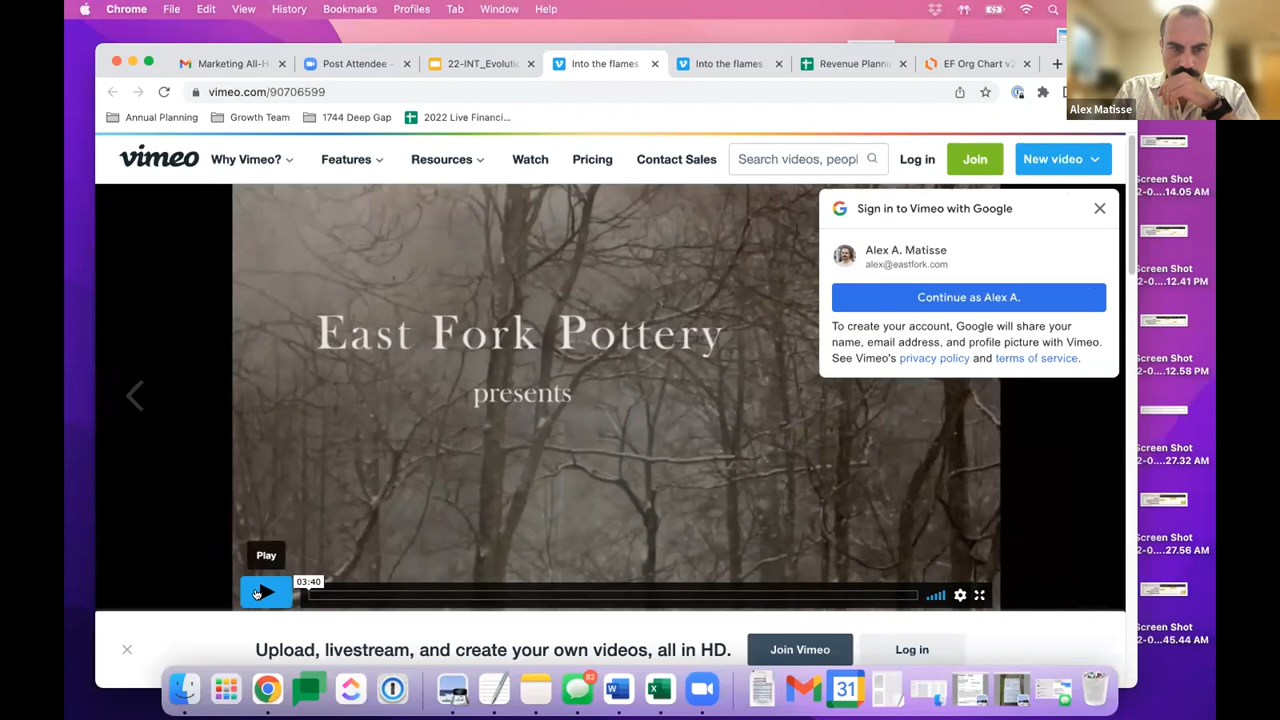 Chrome File Edit View History Bookmarks Profiles Tab Window Help
Alex Matisse
Marketing All-H
Post Attendee -
22-INT_Evoluti
Into the flames
Into the flames
Revenue Planni
EF Org Chart v2
vimeo.com/90706599
Annual Planning
Growth Team
1744 Deep Gap
2022 Live Financi...
vimeo
Why Vimeo?
Features
Resources
Watch
Pricing
Contact Sales
Search videos, peopl
Log in
Join
New video
Sign in to Vimeo with Google
Alex A. Matisse
alex@eastfork.com
Continue as Alex A.
To create your account, Google will share your
name, email address, and profile picture with Vimeo.
See Vimeo's privacy policy and terms of service.
East Fork Pottery
presents
Play
03:40
Upload, livestream, and create your own videos, all in HD.
Join Vimeo
Log in
Screen Shot
2-0....14.05 AM
Screen Shot
2-0....12.41 PM
Screen Shot
2-0....12.58 PM
Screen Shot
2-0....27.32 AM
Screen Shot
2-0....27.56 AM
Screen Shot
2-0....45.44 AM
82
31